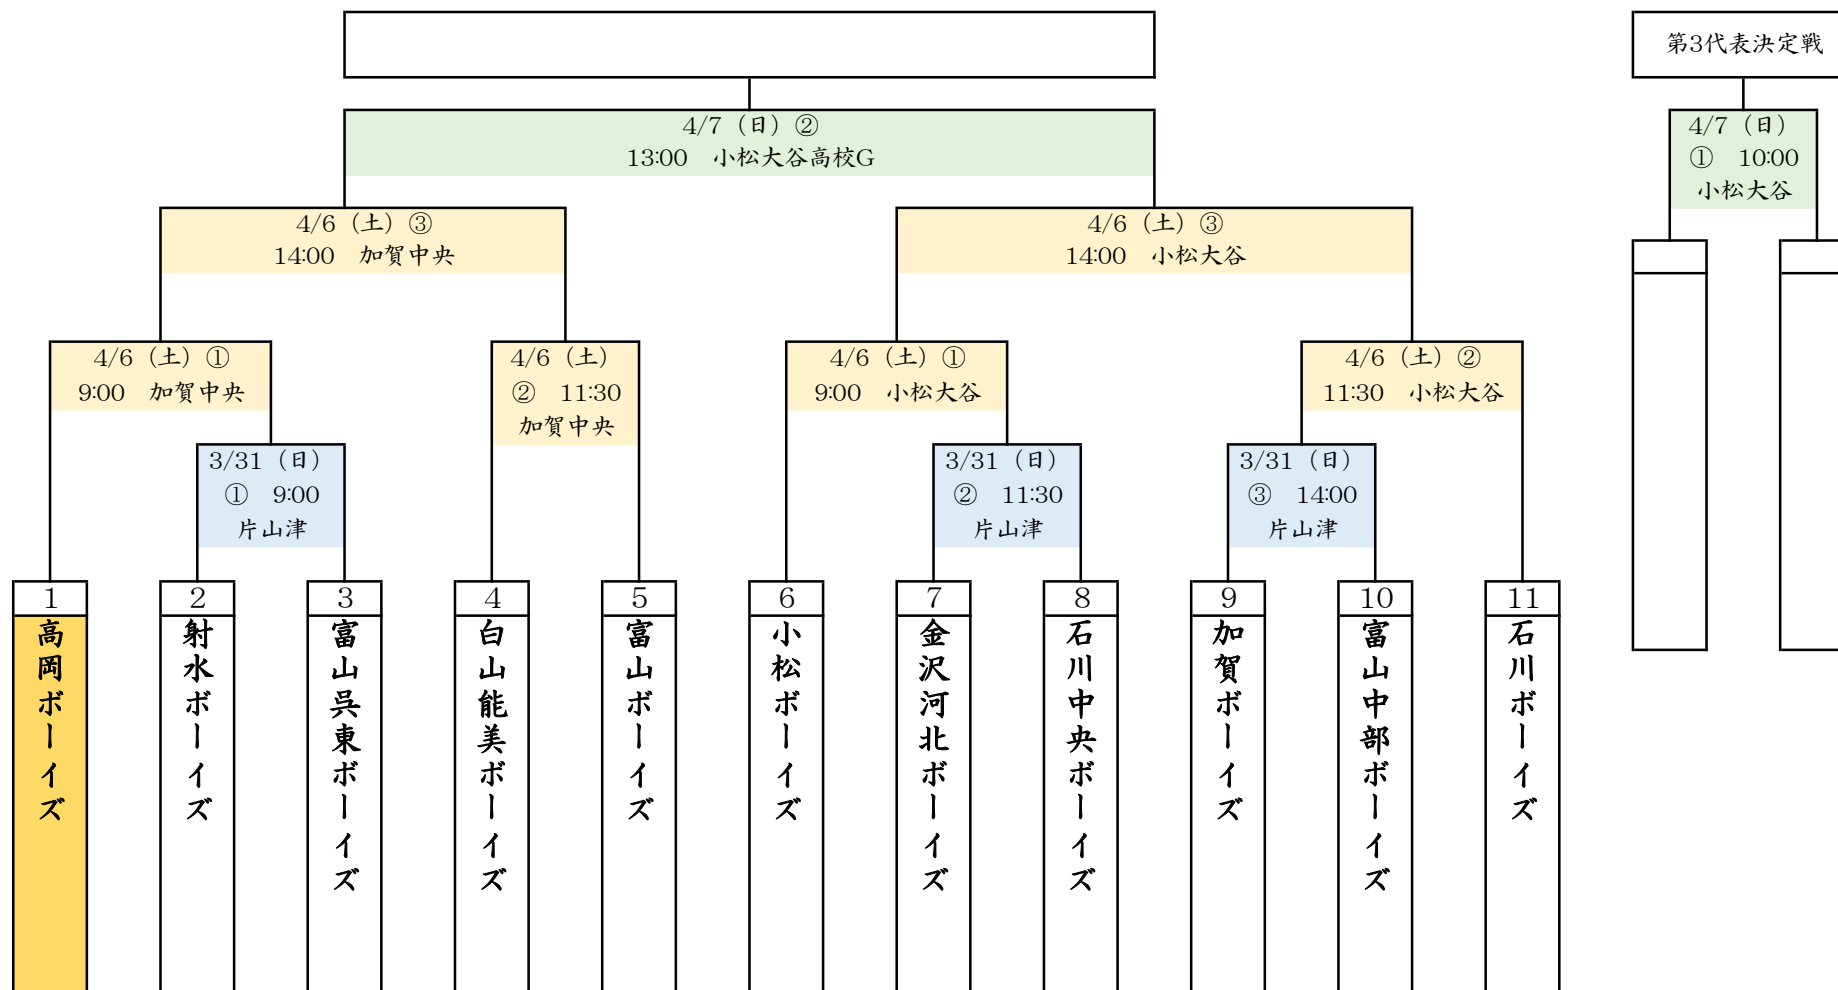 第3代表決定戦
4/7（日）②
13:00　小松大谷高校G
4/7（日）
①　10:00
小松大谷
4/6（土）③
14:00　加賀中央
4/6（土）③
14:00　小松大谷
4/6（土）①
9:00　加賀中央
4/6（土）
②　11:30
加賀中央
4/6（土）①
9:00　小松大谷
4/6（土）②
11:30　小松大谷
3/31（日）
①　9:00
片山津
3/31（日）
②　11:30
片山津
3/31（日）
③　14:00
片山津
1
高岡ボーイズ
2
射水ボーイズ
3
富山呉東ボーイズ
4
白山能美ボーイズ
5
富山ボーイズ
6
小松ボーイズ
7
金沢河北ボーイズ
8
石川中央ボーイズ
9
加賀ボーイズ
10
富山中部ボーイズ
11
石川ボーイズ